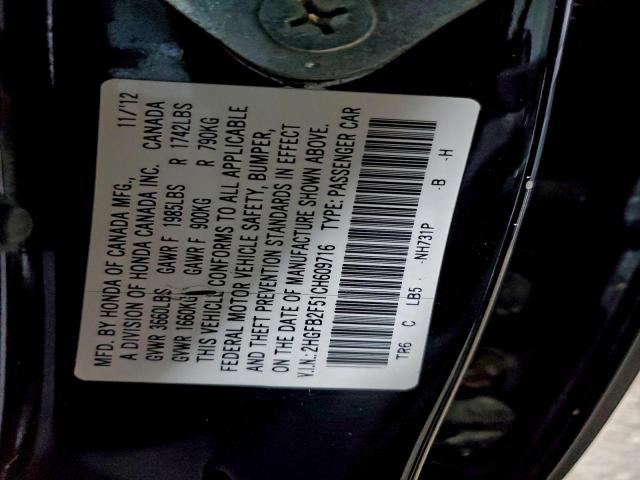 MFD. BY HONDA OF CANADA MFG., 11/'12
A DIVISION OF HONDA CANADA INC. CANADA
GVWR 3660LBS GAWR F 1985LBS R 1742LBS
GVWR 1660KG GAWR F 900KG R 790KG
THIS VEHICLE CONFORMS TO ALL APPLICABLE
FEDERAL MOTOR VEHICLE SAFETY, BUMPER,
AND THEFT PREVENTION STANDARDS IN EFFECT
ON THE DATE OF MANUFACTURE SHOWN ABOVE.
V.I.N.: 2HGFB2F51CH609716 TYPE: PASSENGER CAR
TR6 C LB5 -NH731P -B -H